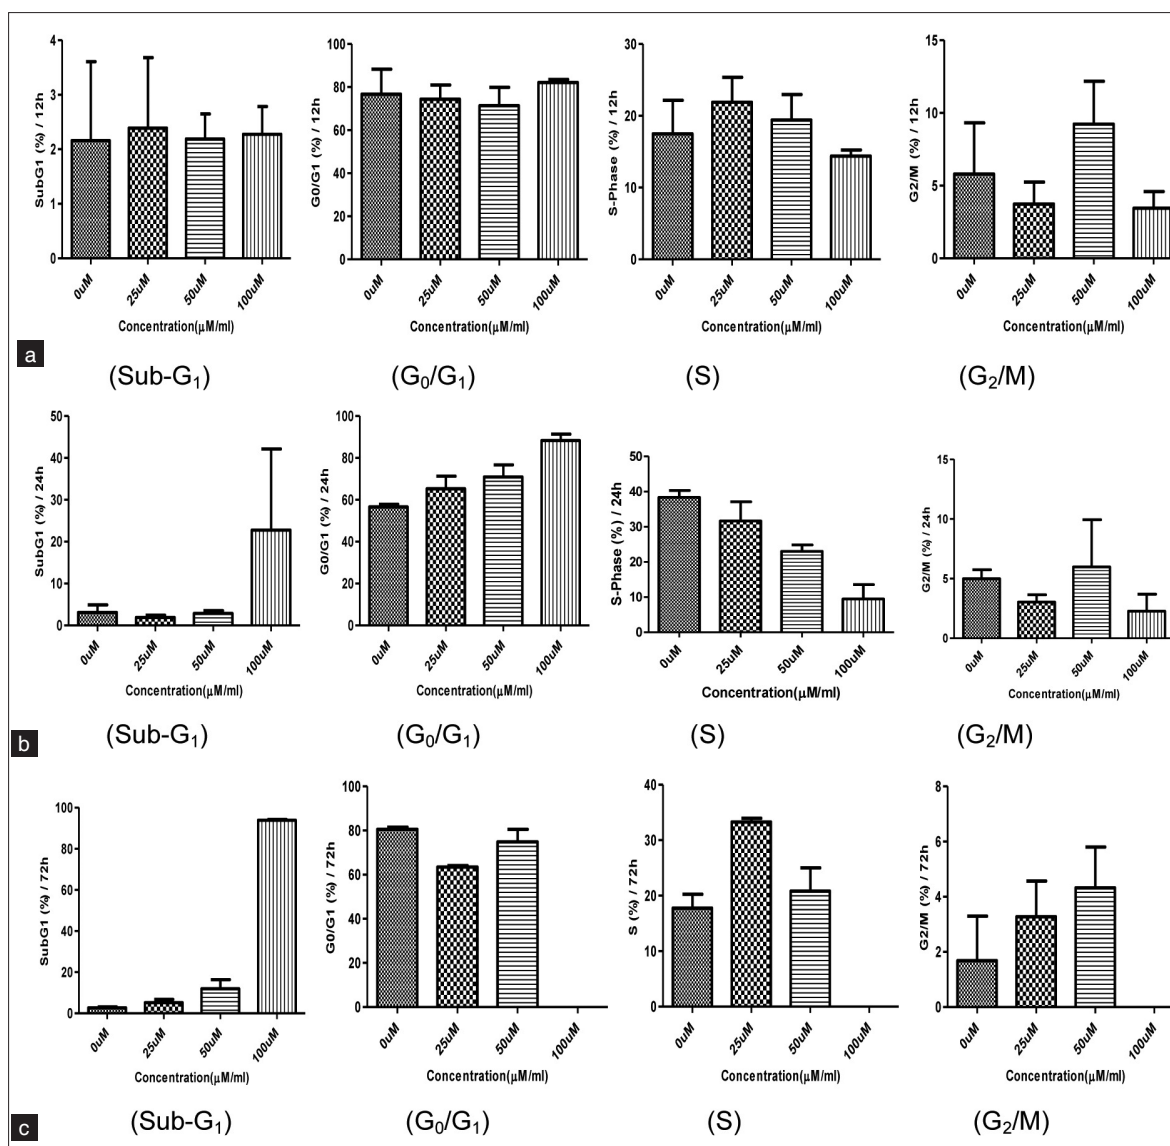 SubG1 (%) / 12h
4
3
2
1
0
0uM
25uM
50uM
100uM
Concentration(μM/ml)
G0/G1 (%) / 12h
100
80
60
40
20
0
0uM
25uM
50uM
100uM
Concentration(μM/ml)
S-Phase (%) / 12h
30
20
10
0
0uM
25uM
50uM
100uM
Concentration(μM/ml)
G2/M (%) / 12h
15
10
5
0
0uM
25uM
50uM
100uM
Concentration(μM/ml)
a
(Sub-G₁)
(G₀/G₁)
(S)
(G₂/M)
SubG1 (%) / 24h
50
40
30
20
10
0
0uM
25uM
50uM
100uM
Concentration(μM/ml)
G0/G1 (%) / 24h
100
80
60
40
20
0
0uM
25uM
50uM
100uM
Concentration(μM/ml)
S-Phase (%) / 24h
50
40
30
20
10
0
0uM
25uM
50uM
100uM
Concentration(μM/ml)
G2/M (%) / 24h
15
10
5
0
0uM
25uM
50uM
100uM
Concentration(μM/ml)
b
(Sub-G₁)
(G₀/G₁)
(S)
(G₂/M)
SubG1 (%) / 72h
100
80
60
40
20
0
0uM
25uM
50uM
100uM
Concentration(μM/ml)
G0/G1 (%) / 72h
100
80
60
40
20
0
0uM
25uM
50uM
100uM
Concentration(μM/ml)
S (%) / 72h
40
30
20
10
0
0uM
25uM
50uM
100uM
Concentration(μM/ml)
G2/M (%) / 72h
8
6
4
2
0
0uM
25uM
50uM
100uM
Concentration(μM/ml)
c
(Sub-G₁)
(G₀/G₁)
(S)
(G₂/M)